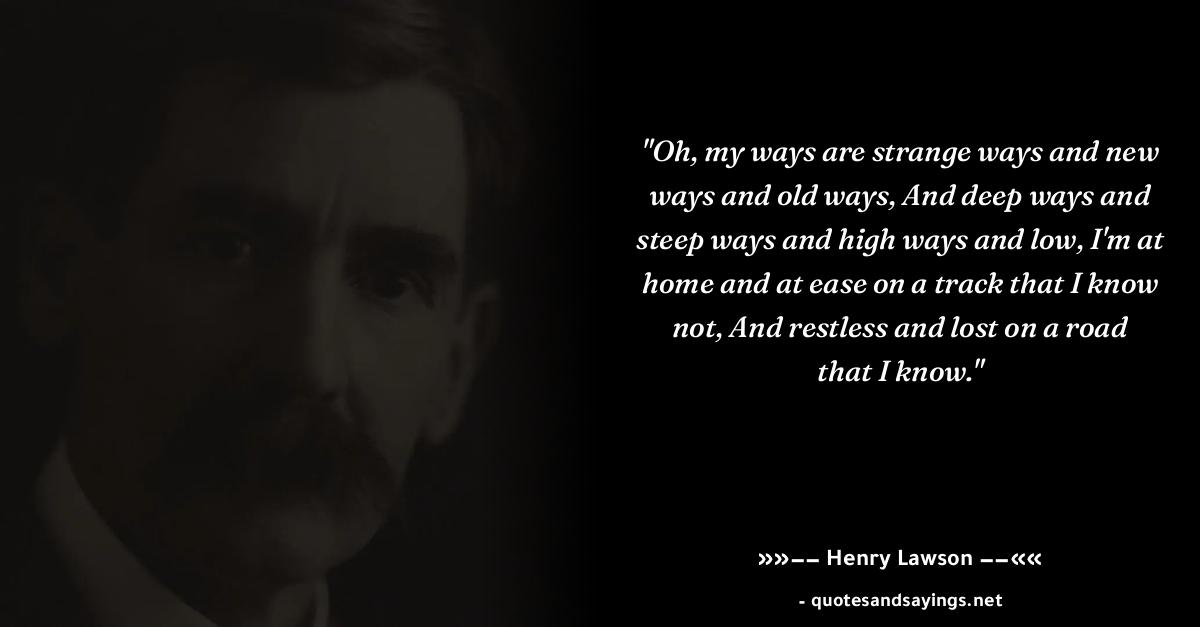 "Oh, my ways are strange ways and new
ways and old ways, And deep ways and
steep ways and high ways and low, I'm at
home and at ease on a track that I know
not, And restless and lost on a road
that I know."
»»—— Henry Lawson ——««
- quotesandsayings.net